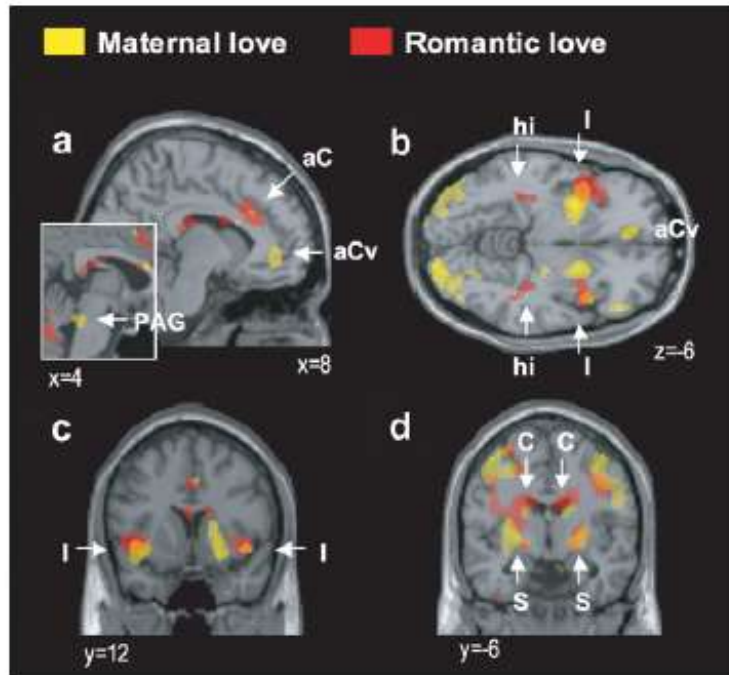 Maternal love Romantic love
a
aC
aCv
PAG
x=4
x=8
b
hi
I
aCv
hi
I
z=-6
c
I
I
y=12
d
C
C
S
S
y=-6